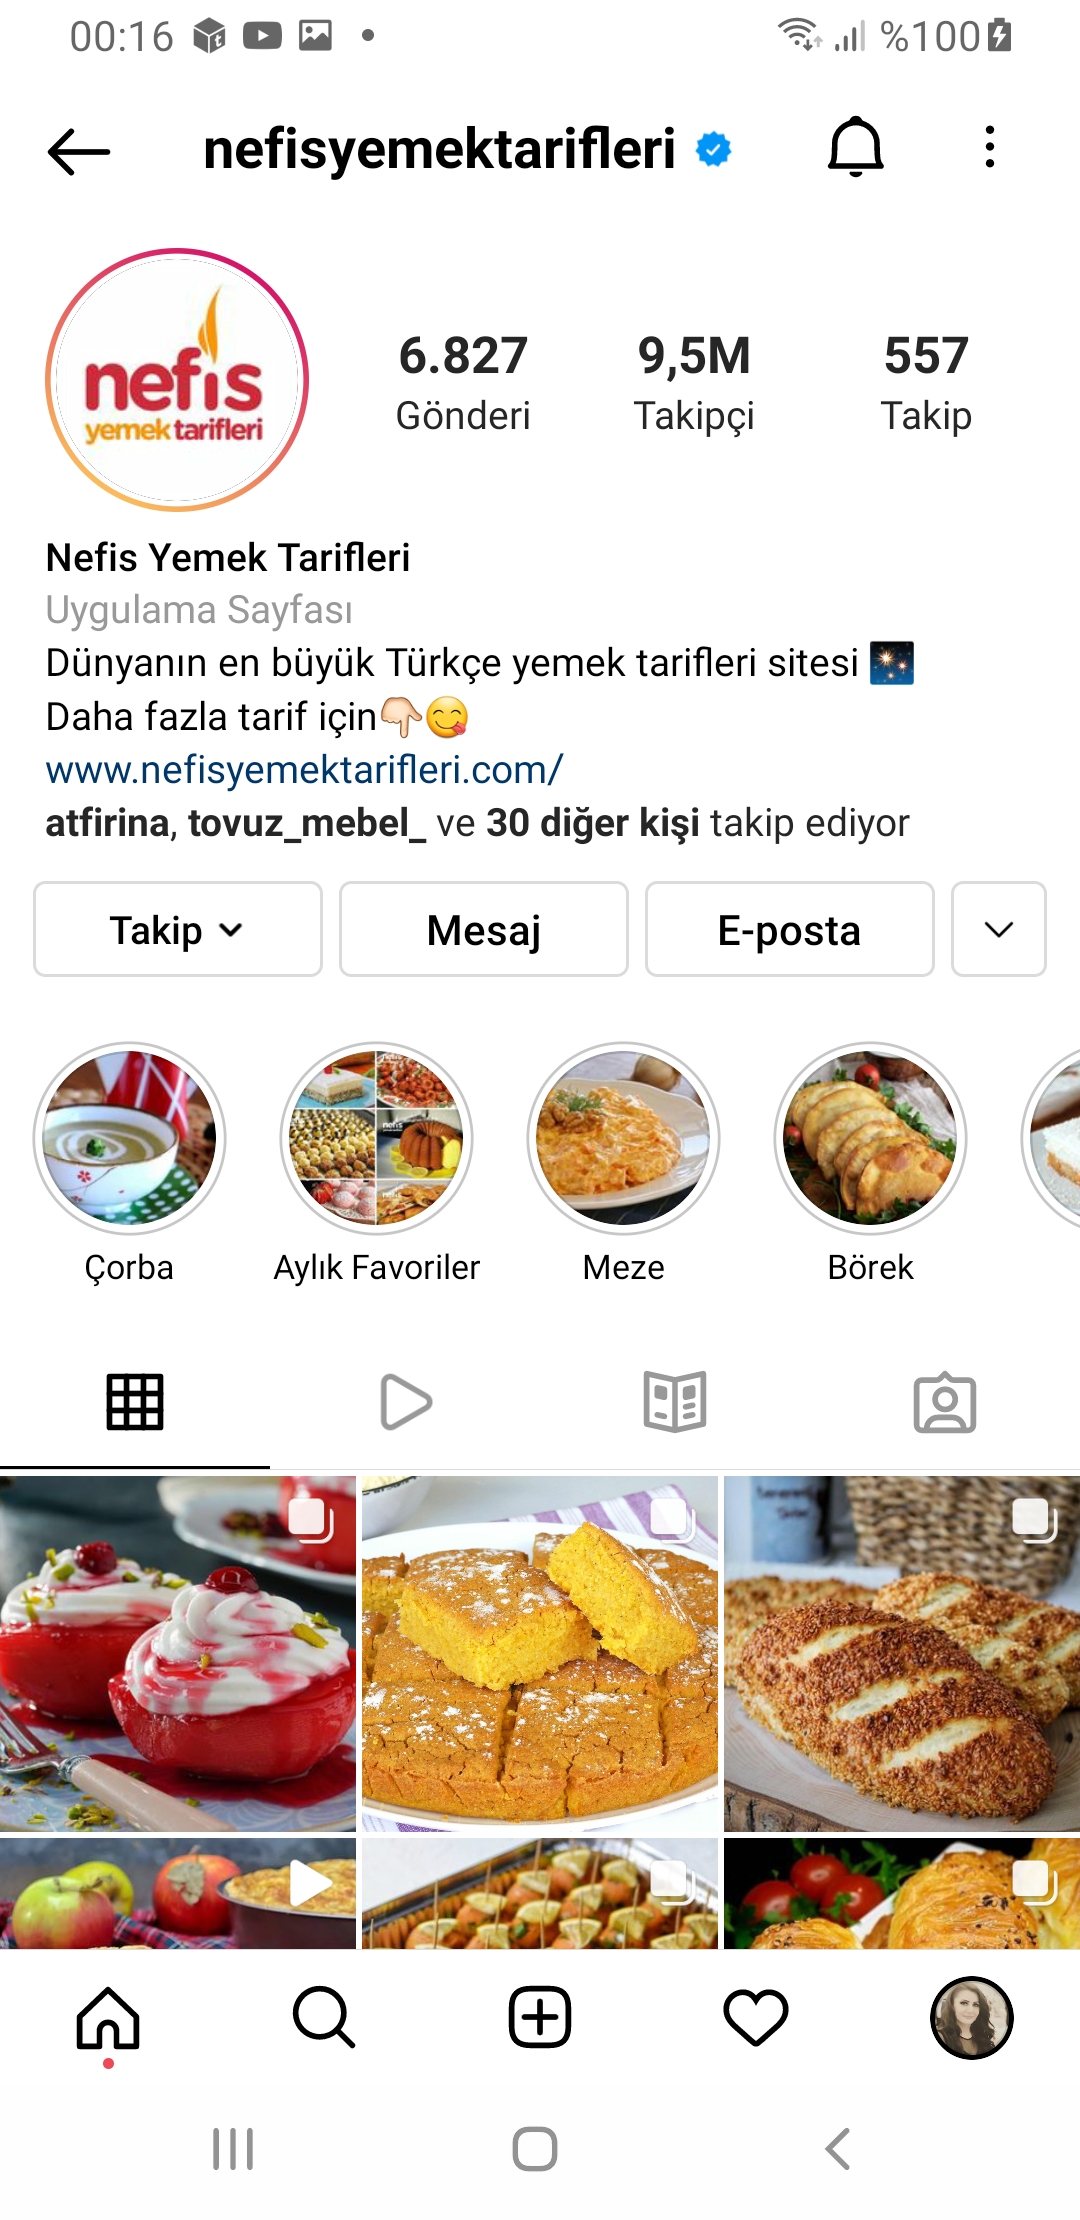 00:16
%100
nefisyemektarifleri
nefis
yemek tarifleri
6.827
9,5M
557
Gönderi
Takipçi
Takip
Nefis Yemek Tarifleri
Uygulama Sayfası
Dünyanın en büyük Türkçe yemek tarifleri sitesi 🎇
Daha fazla tarif için👇🏻😋
www.nefisyemektarifleri.com/
atfirina, tovuz_mebel_ ve 30 diğer kişi takip ediyor
Takip
Mesaj
E-posta
Çorba
Aylık Favoriler
Meze
Börek